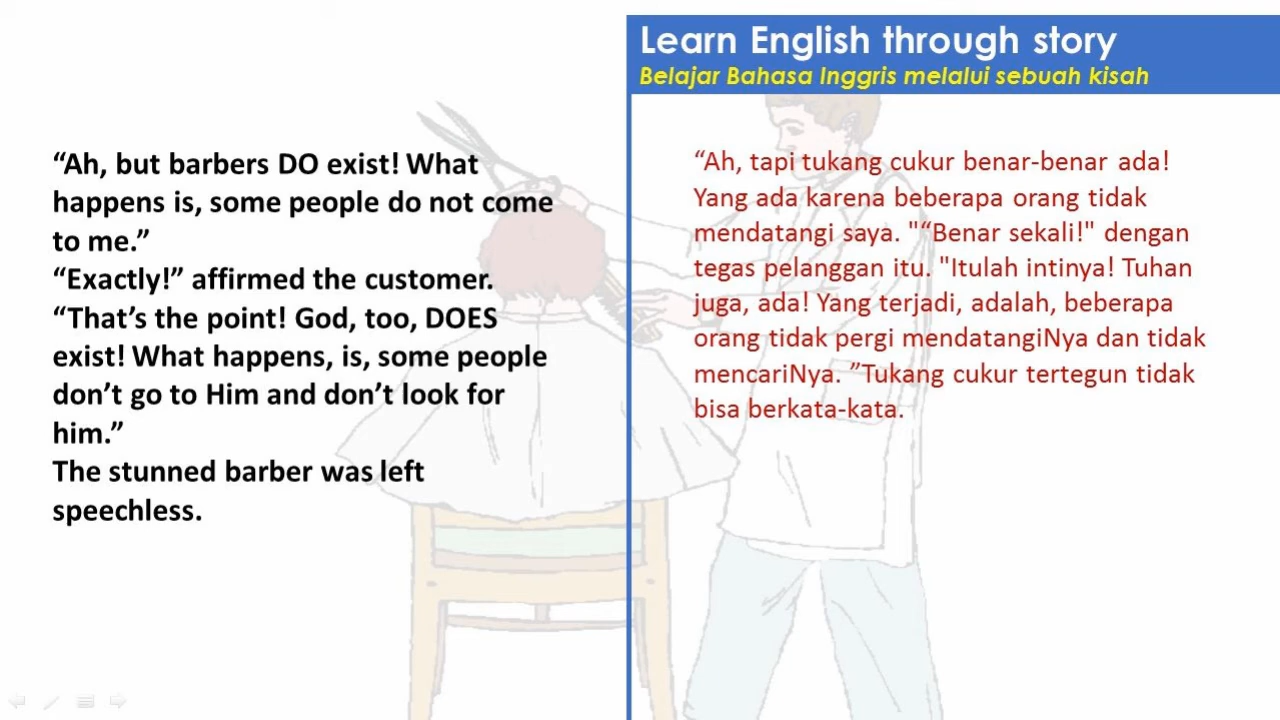 Learn English through story
Belajar Bahasa Inggris melalui sebuah kisah
“Ah, but barbers DO exist! What
happens is, some people do not come
to me.”
“Exactly!” affirmed the customer.
“That’s the point! God, too, DOES
exist! What happens, is, some people
don’t go to Him and don’t look for
him.”
The stunned barber was left
speechless.
“Ah, tapi tukang cukur benar-benar ada!
Yang ada karena beberapa orang tidak
mendatangi saya. "“Benar sekali!" dengan
tegas pelanggan itu. "Itulah intinya! Tuhan
juga, ada! Yang terjadi, adalah, beberapa
orang tidak pergi mendatangiNya dan tidak
mencariNya. ”Tukang cukur tertegun tidak
bisa berkata-kata.